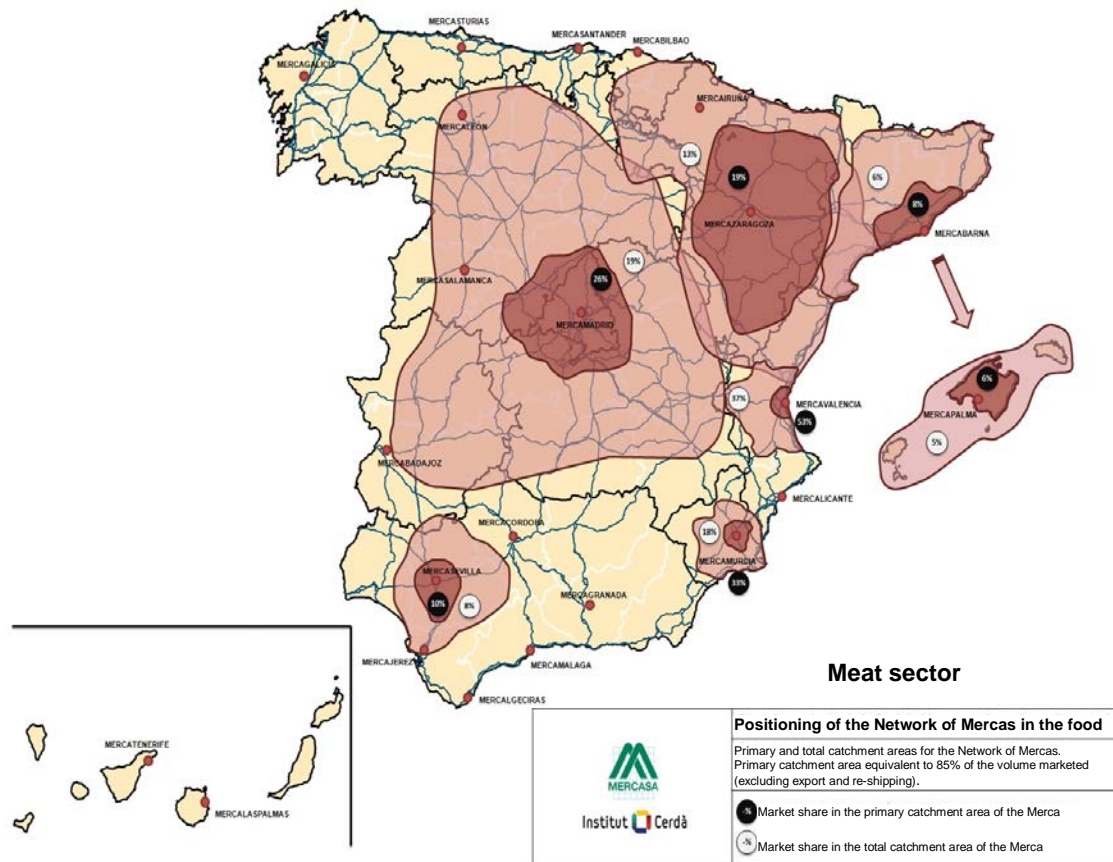 MERCASTURIAS
MERCASANTANDER
MERCABILBAO
MERCAGALICIA
MERCAIRUÑA
MERCALEÓN
13%
6%
19%
8%
MERCAZARAGOZA
MERCABARNA
19%
MERCASALAMANCA
26%
MERCAMADRID
6%
37%
MERCAVALENCIA
MERCAPALMA
53%
5%
MERCABADAJOZ
MERCALICANTE
MERCACORDOBA
18%
MERCAMURCIA
MERCASEVILLA
33%
10%
8%
MERCAGRANADA
MERCAJEREZ
MERCAMALAGA
MERCALGECIRAS
MERCATENERIFE
MERCALASPALMAS
Meat sector
Positioning of the Network of Mercas in the food
Primary and total catchment areas for the Network of Mercas.
Primary catchment area equivalent to 85% of the volume marketed
(excluding export and re-shipping).
MERCASA
Institut Cerdà
-% Market share in the primary catchment area of the Merca
-% Market share in the total catchment area of the Merca